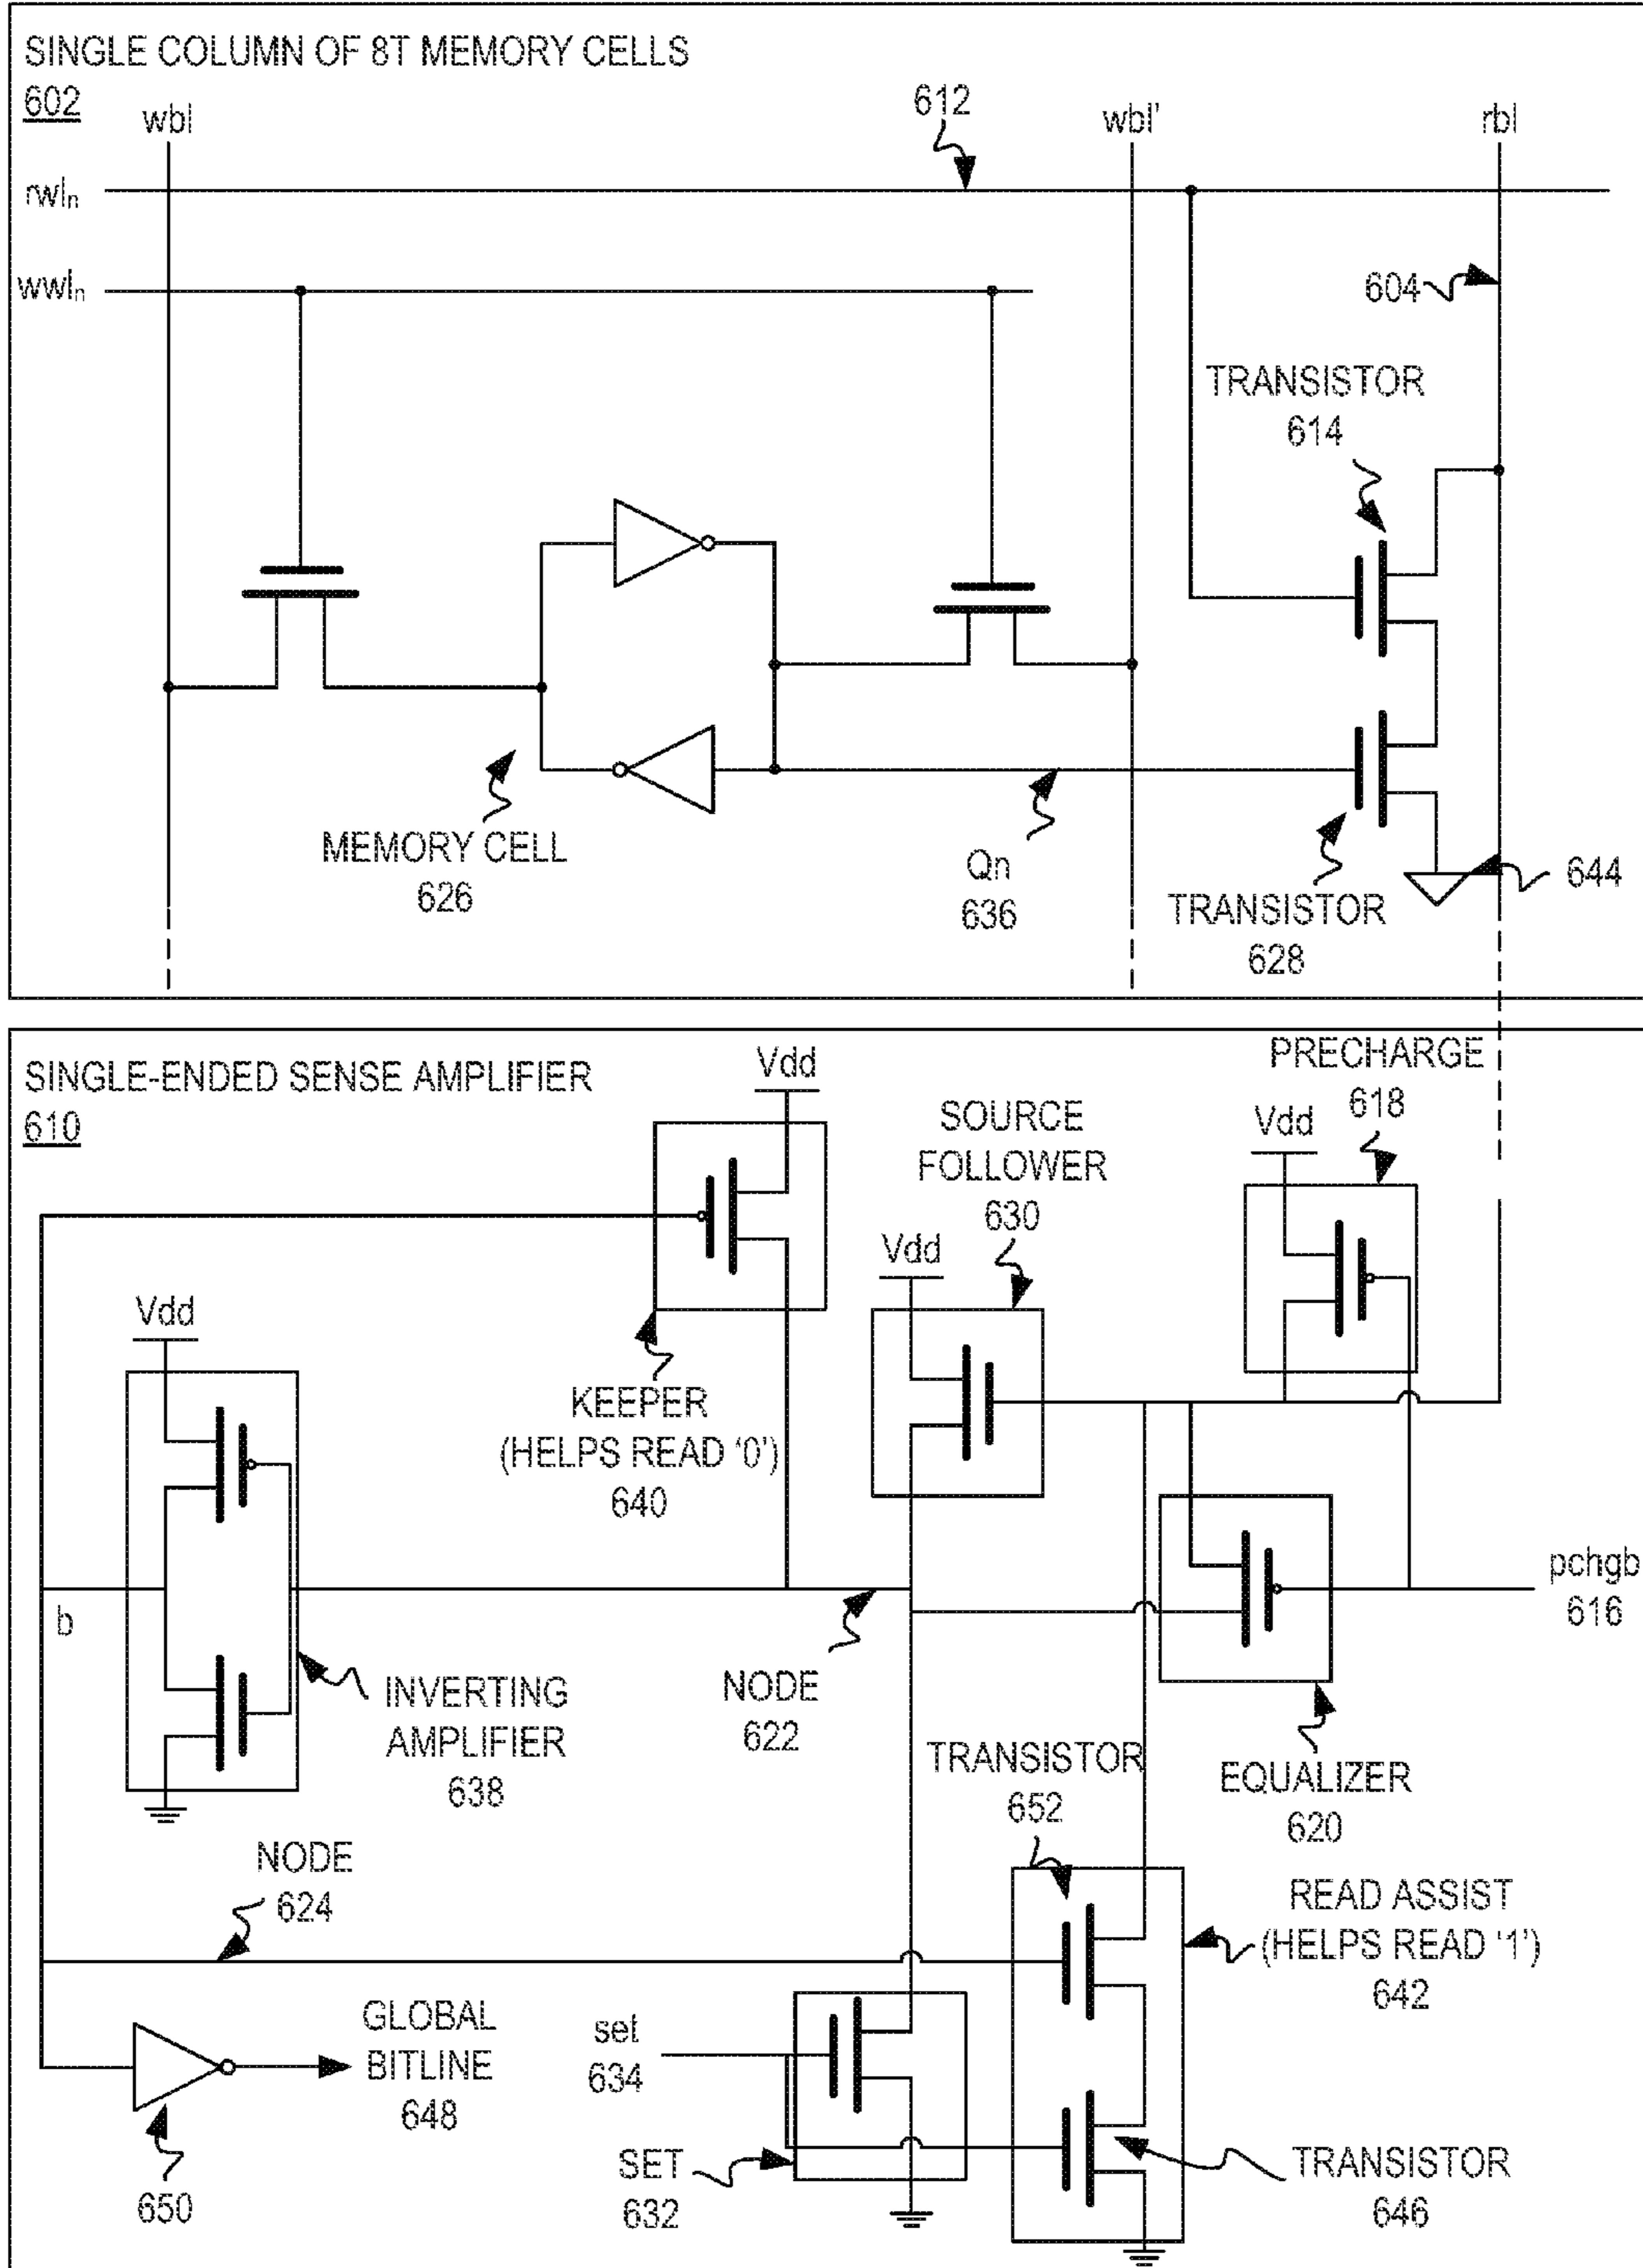 SINGLE COLUMN OF 8T MEMORY CELLS
602
wbl
612
wbl'
rbl
rwlₙ
wwlₙ
604
TRANSISTOR
614
MEMORY CELL
626
Qn
636
TRANSISTOR
628
644
SINGLE-ENDED SENSE AMPLIFIER
610
Vdd
SOURCE
FOLLOWER
630
PRECHARGE
618
Vdd
Vdd
Vdd
KEEPER
(HELPS READ '0')
640
b
INVERTING
AMPLIFIER
638
NODE
622
pchgb
616
TRANSISTOR
652
EQUALIZER
620
NODE
624
READ ASSIST
(HELPS READ '1')
642
GLOBAL
BITLINE
648
set
634
650
SET
632
TRANSISTOR
646